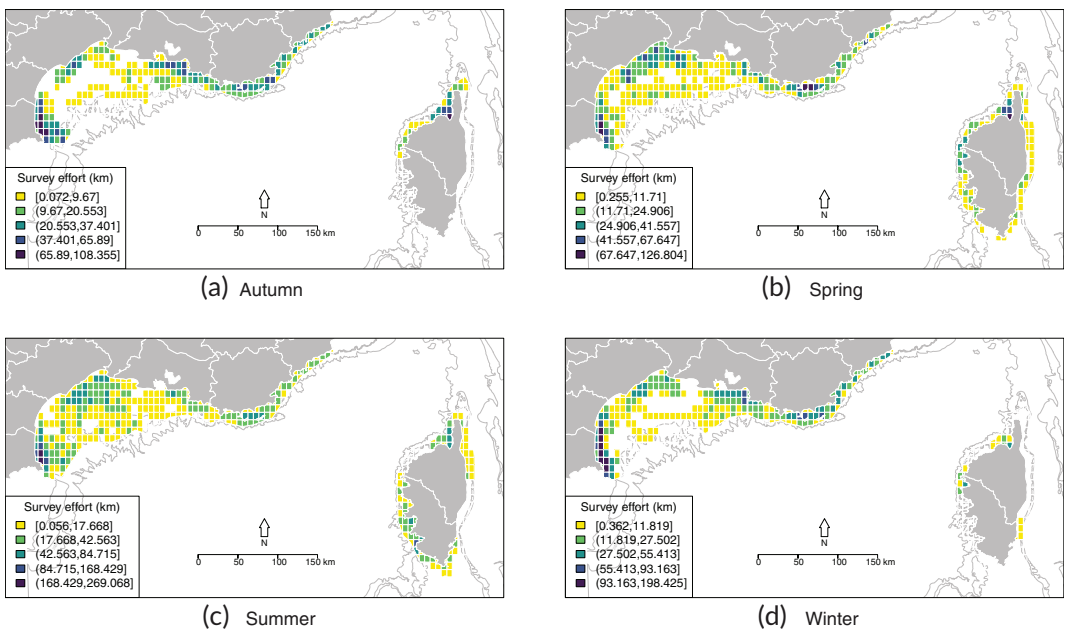 Survey effort (km)
[0.072,9.67]
(9.67,20.553]
(20.553,37.401]
(37.401,65.89]
(65.89,108.355]
N
0 50 100 150 km
(a) Autumn
Survey effort (km)
[0.255,11.71]
(11.71,24.906]
(24.906,41.557]
(41.557,67.647]
(67.647,126.804]
N
0 50 100 150 km
(b) Spring
Survey effort (km)
[0.056,17.668]
(17.668,42.563]
(42.563,84.715]
(84.715,168.429]
(168.429,269.068]
N
0 50 100 150 km
(c) Summer
Survey effort (km)
[0.362,11.819]
(11.819,27.502]
(27.502,55.413]
(55.413,93.163]
(93.163,198.425]
N
0 50 100 150 km
(d) Winter